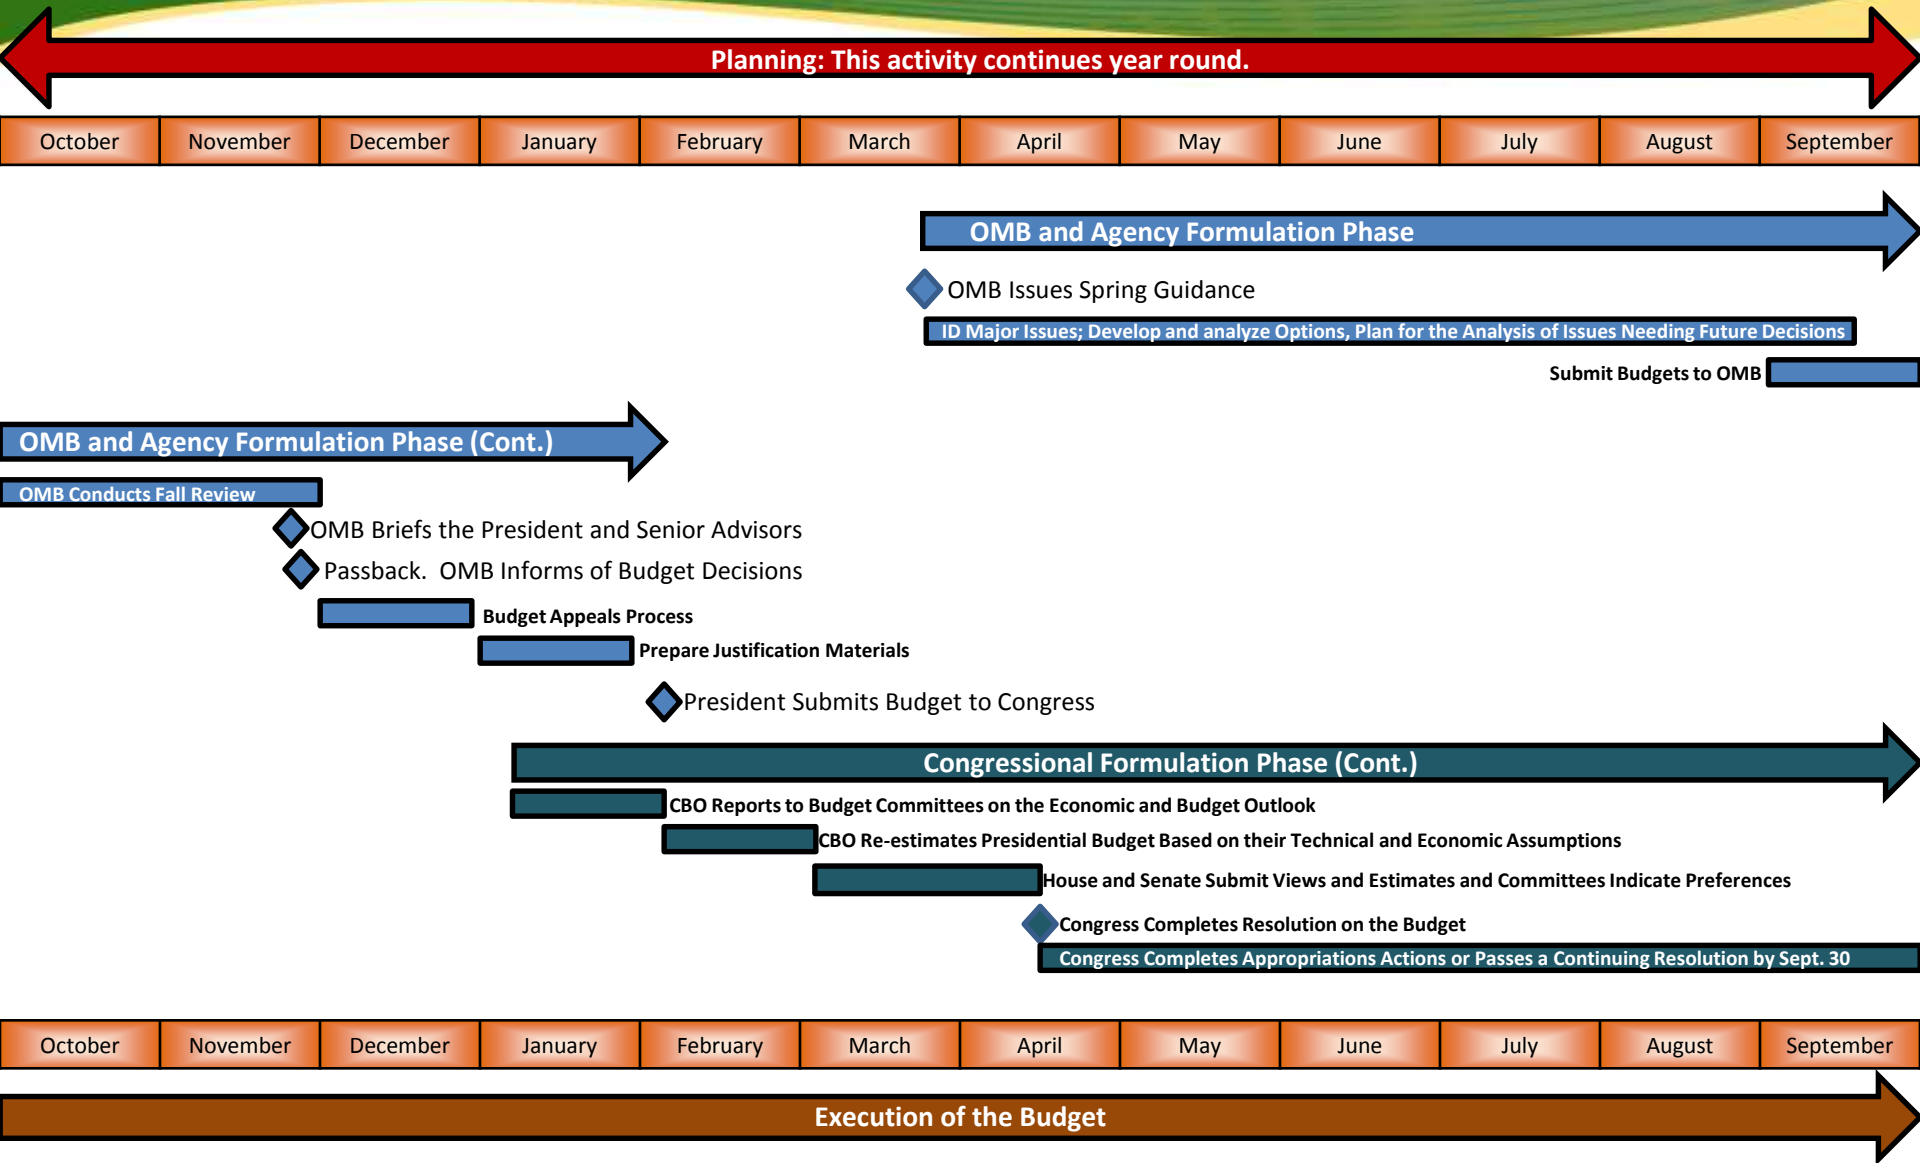 Planning: This activity continues year round.
October November December January February March April May June July August September
OMB and Agency Formulation Phase
OMB Issues Spring Guidance
ID Major Issues; Develop and analyze Options, Plan for the Analysis of Issues Needing Future Decisions
Submit Budgets to OMB
OMB and Agency Formulation Phase (Cont.)
OMB Conducts Fall Review
OMB Briefs the President and Senior Advisors
Passback.  OMB Informs of Budget Decisions
Budget Appeals Process
Prepare Justification Materials
President Submits Budget to Congress
Congressional Formulation Phase (Cont.)
CBO Reports to Budget Committees on the Economic and Budget Outlook
CBO Re-estimates Presidential Budget Based on their Technical and Economic Assumptions
House and Senate Submit Views and Estimates and Committees Indicate Preferences
Congress Completes Resolution on the Budget
Congress Completes Appropriations Actions or Passes a Continuing Resolution by Sept. 30
October November December January February March April May June July August September
Execution of the Budget